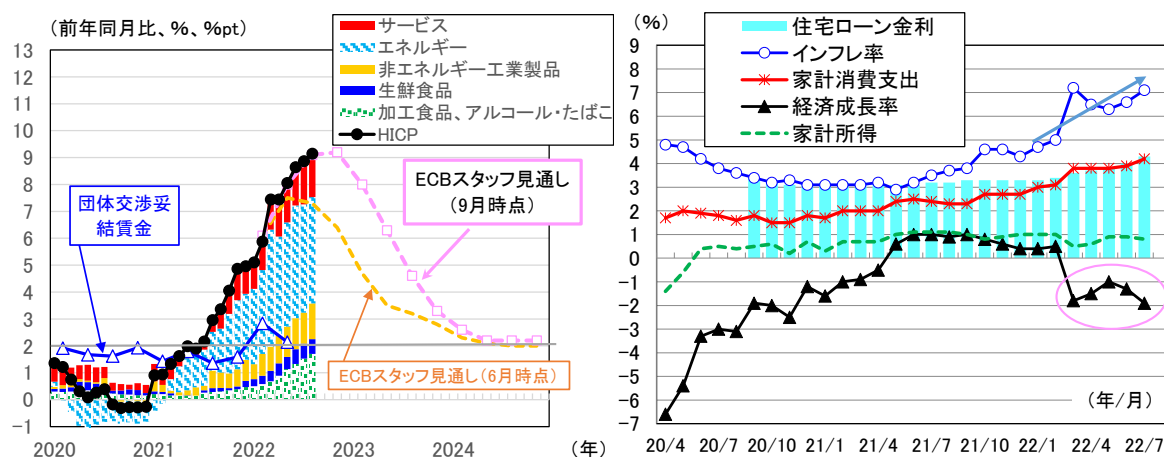 (前年同月比、%、%pt)
サービス
エネルギー
非エネルギー工業製品
生鮮食品
加工食品、アルコール・たばこ
HICP
13
12
11
10
9
8
7
6
5
4
3
2
1
0
-1
団体交渉妥
結賃金
ECBスタッフ見通し
(9月時点)
ECBスタッフ見通し(6月時点)
2020
2021
2022
2023
2024
(年)
(%)
住宅ローン金利
インフレ率
家計消費支出
経済成長率
家計所得
9
8
7
6
5
4
3
2
1
0
-1
-2
-3
-4
-5
-6
-7
(年/月)
20/4
20/7
20/10
21/1
21/4
21/7
21/10
22/1
22/4
22/7